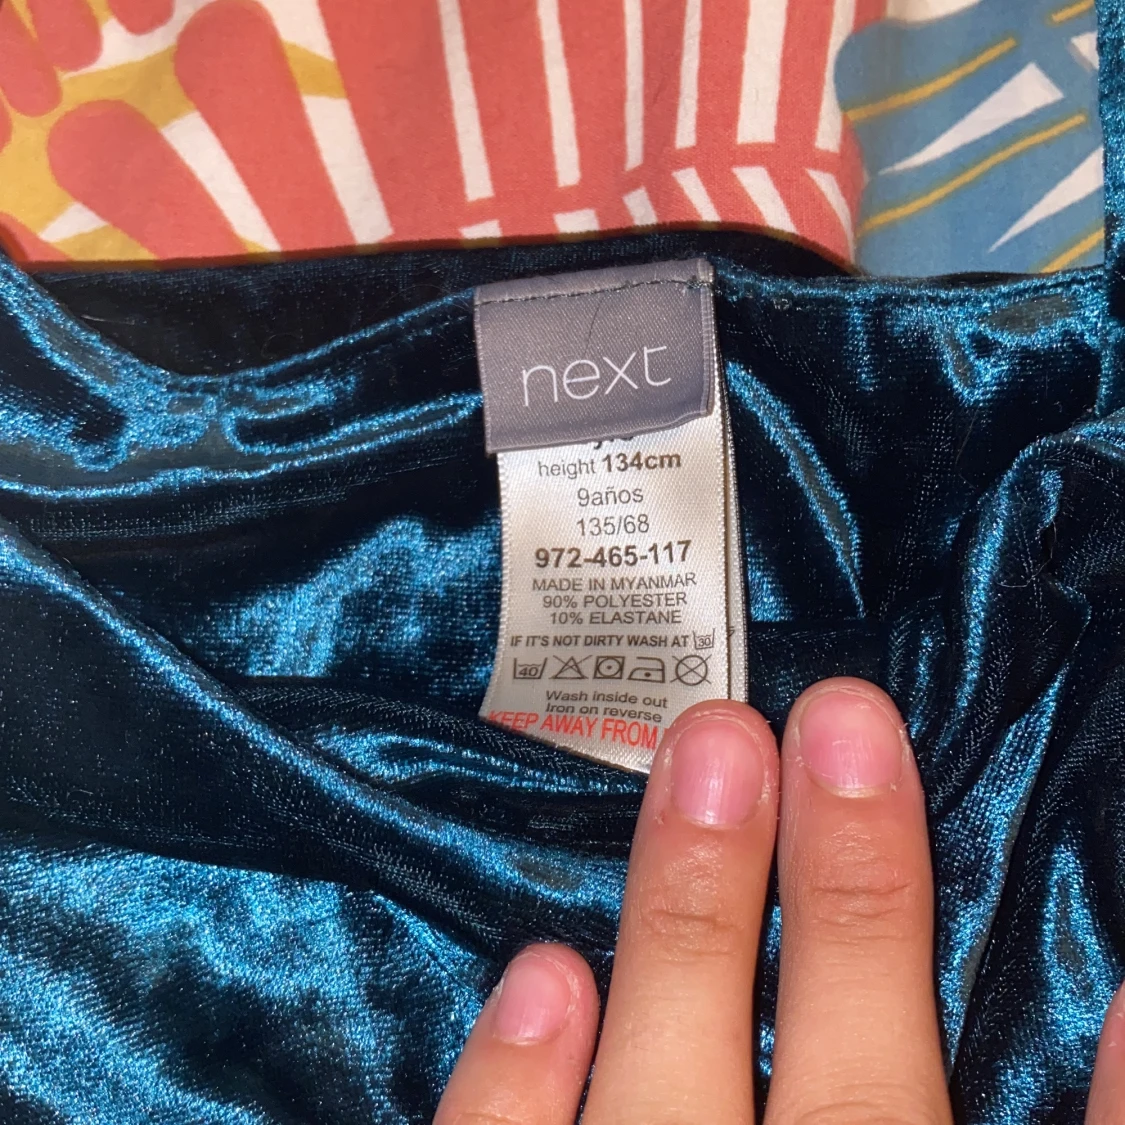 next
height 134cm
9años
135/68
972-465-117
MADE IN MYANMAR
90% POLYESTER
10% ELASTANE
IF IT'S NOT DIRTY WASH AT 30
40
Wash inside out
Iron on reverse
KEEP AWAY FROM